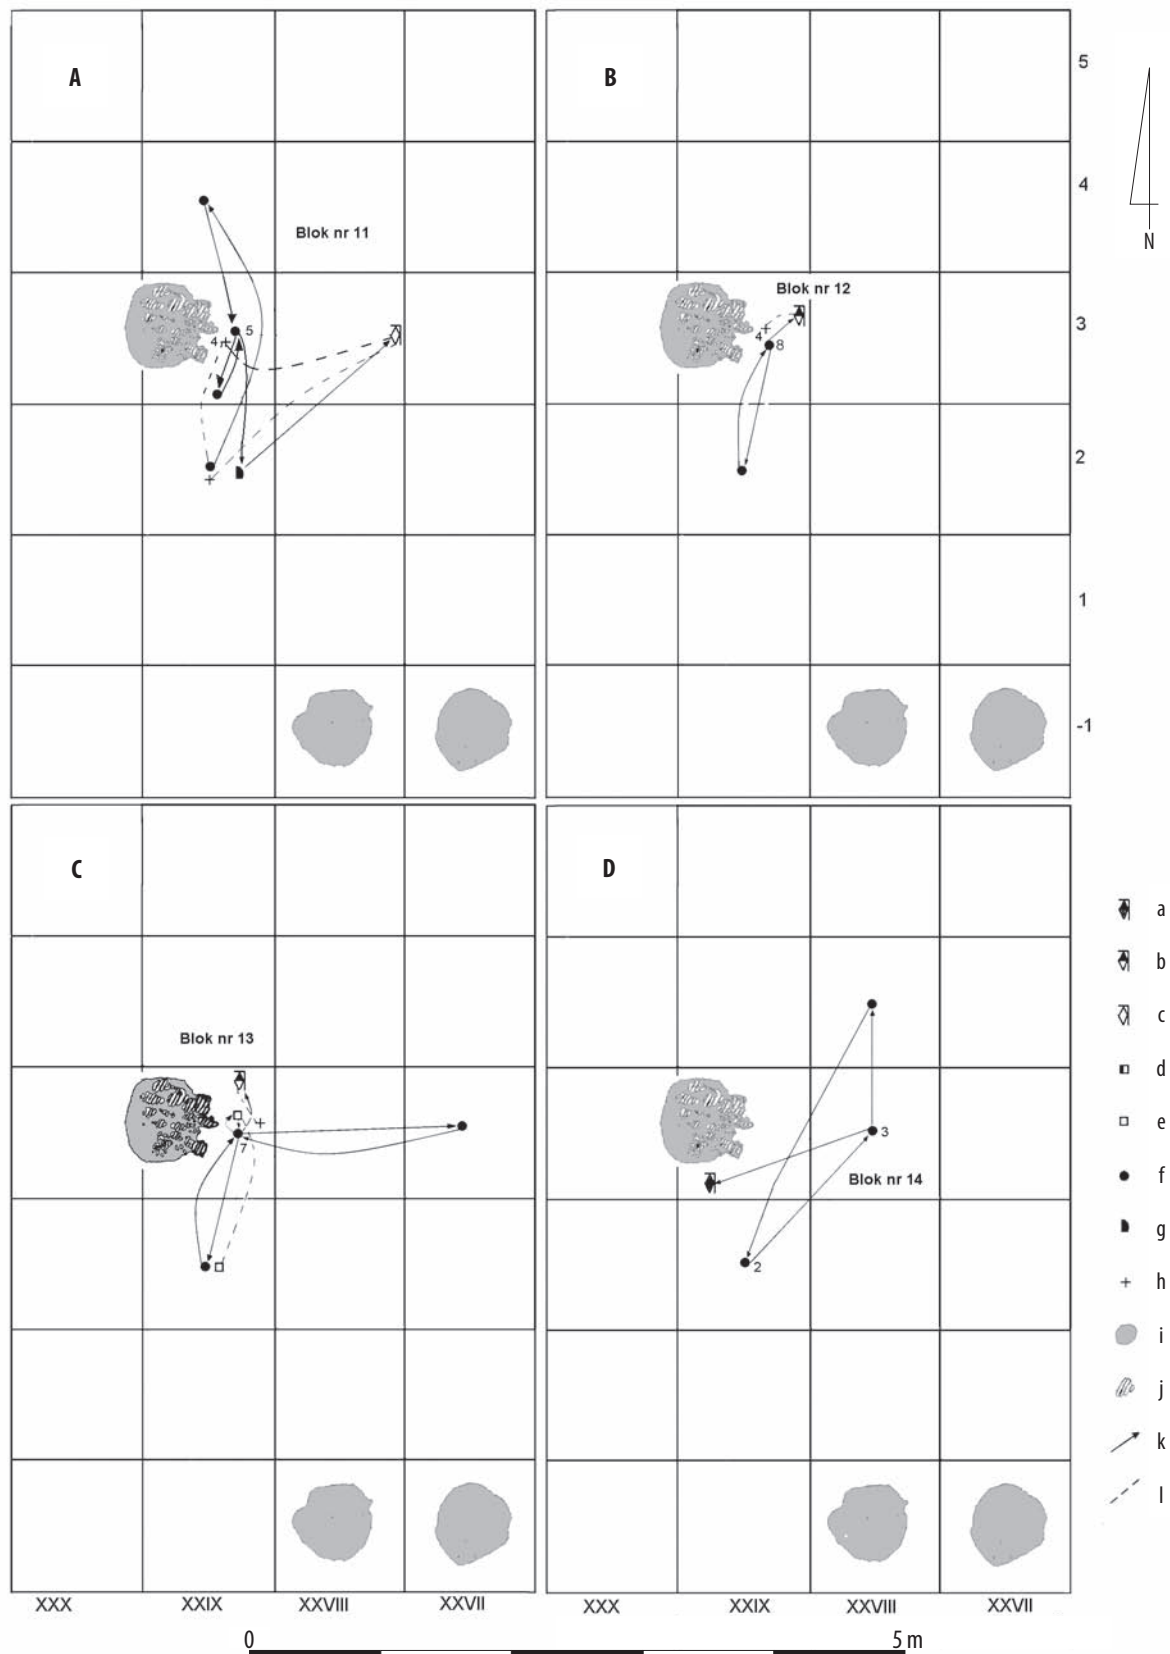 A
B
5
4
N
Blok nr 11
Blok nr 12
3
5
4
4
8
2
1
-1
C
D
a
b
c
d
e
f
g
h
i
j
k
l
Blok nr 13
7
3
Blok nr 14
2
XXX XXIX XXVIII XXVII XXX XXIX XXVIII XXVII
0 5 m